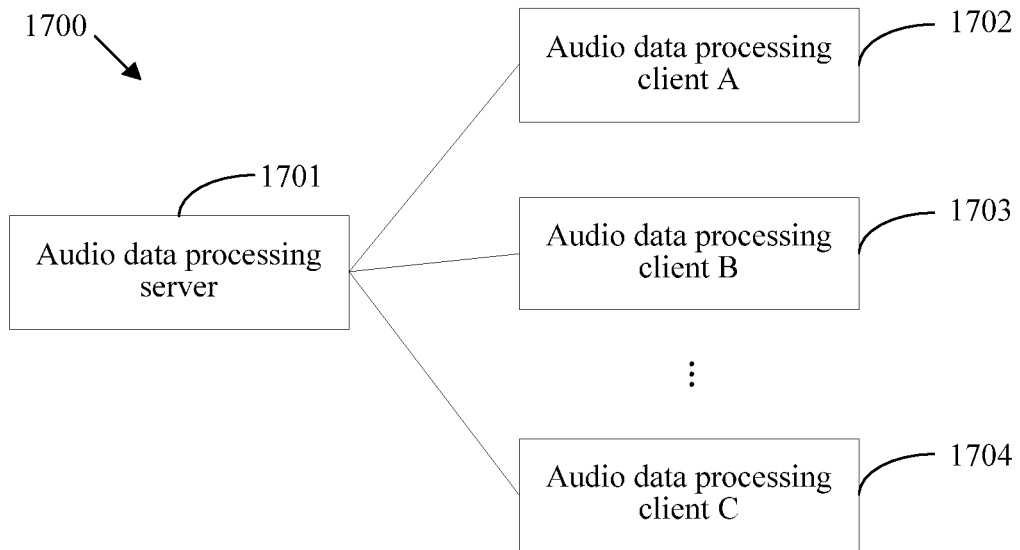 1700
1701
Audio data processing
server
Audio data processing
client A
1702
Audio data processing
client B
1703
Audio data processing
client C
1704